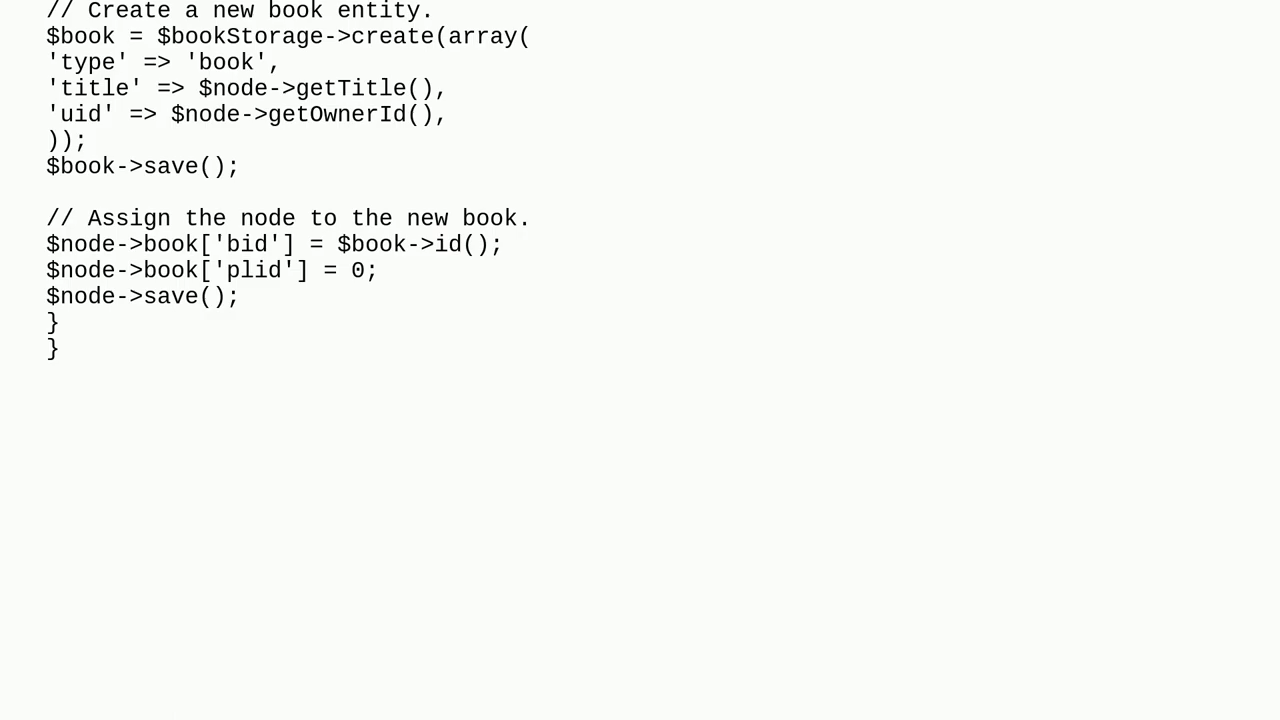 // Create a new book entity.
$book = $bookStorage->create(array(
'type' => 'book',
'title' => $node->getTitle(),
'uid' => $node->getOwnerId(),
));
$book->save();

// Assign the node to the new book.
$node->book['bid'] = $book->id();
$node->book['plid'] = 0;
$node->save();
}
}